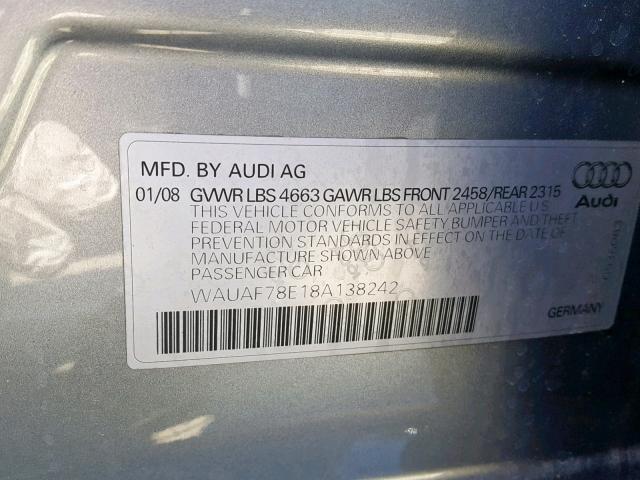 MFD. BY AUDI AG
01/08 GVWR LBS 4663 GAWR LBS FRONT 2458/REAR 2315
THIS VEHICLE CONFORMS TO ALL APPLICABLE U.S.
FEDERAL MOTOR VEHICLE SAFETY BUMPER AND THEFT
PREVENTION STANDARDS IN EFFECT ON THE DATE OF
MANUFACTURE SHOWN ABOVE
PASSENGER CAR
WAUAF78E18A138242
Audi
GERMANY